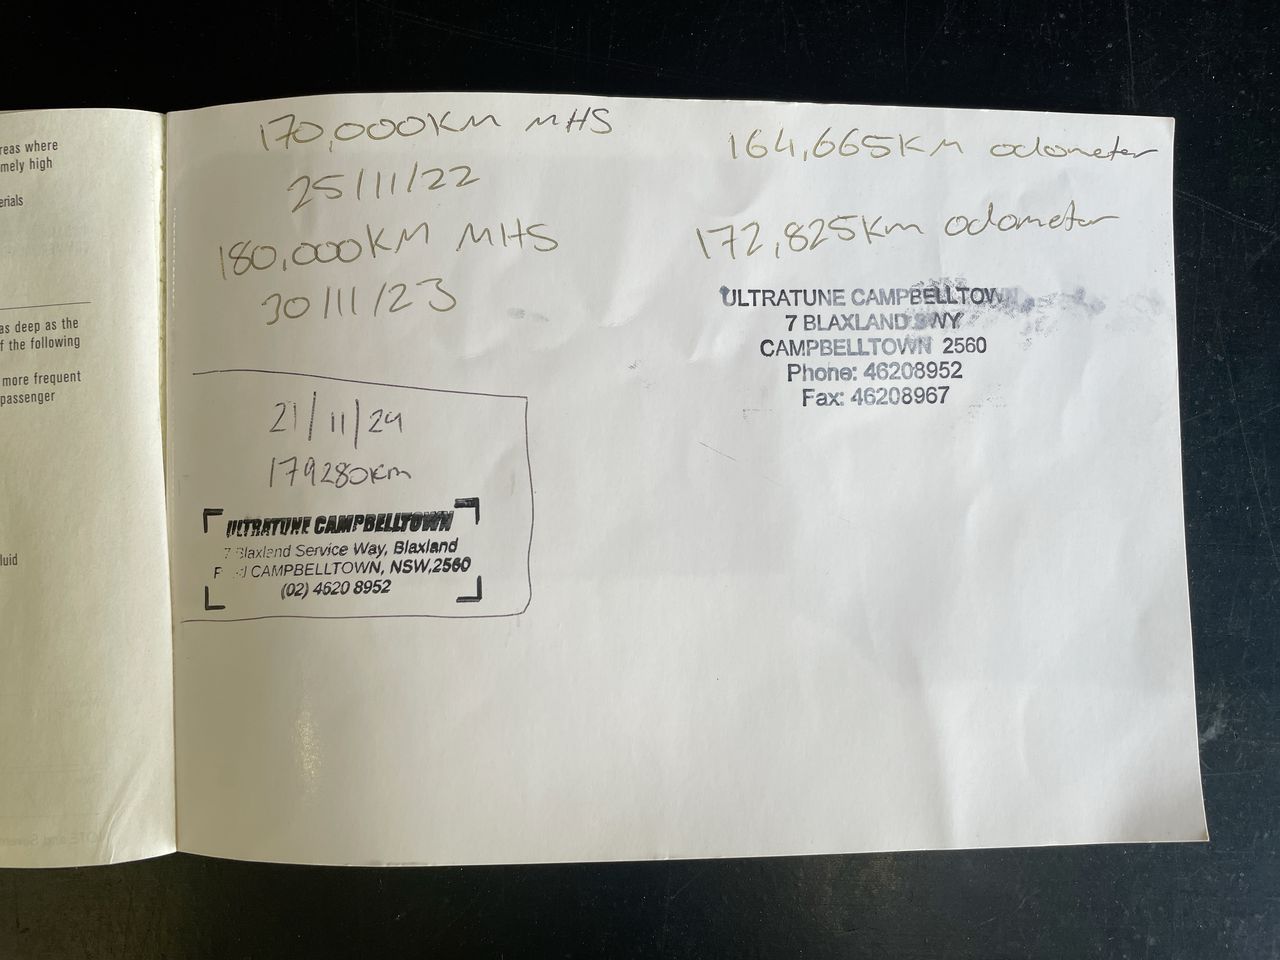 reas where
mely high
erials
as deep as the
f the following
more frequent
passenger
luid
170,000KM MHS
164,665KM odometer
25/11/22
180,000KM MHS
172,825km odometer
30/11/23
ULTRATUNE CAMPBELLTOWN
7 BLAXLAND SWY
CAMPBELLTOWN 2560
Phone: 46208952
Fax: 46208967
21/11/24
179280km
ULTRATUNE CAMPBELLTOWN
7 Blaxland Service Way, Blaxland
CAMPBELLTOWN, NSW,2560
(02) 4620 8952